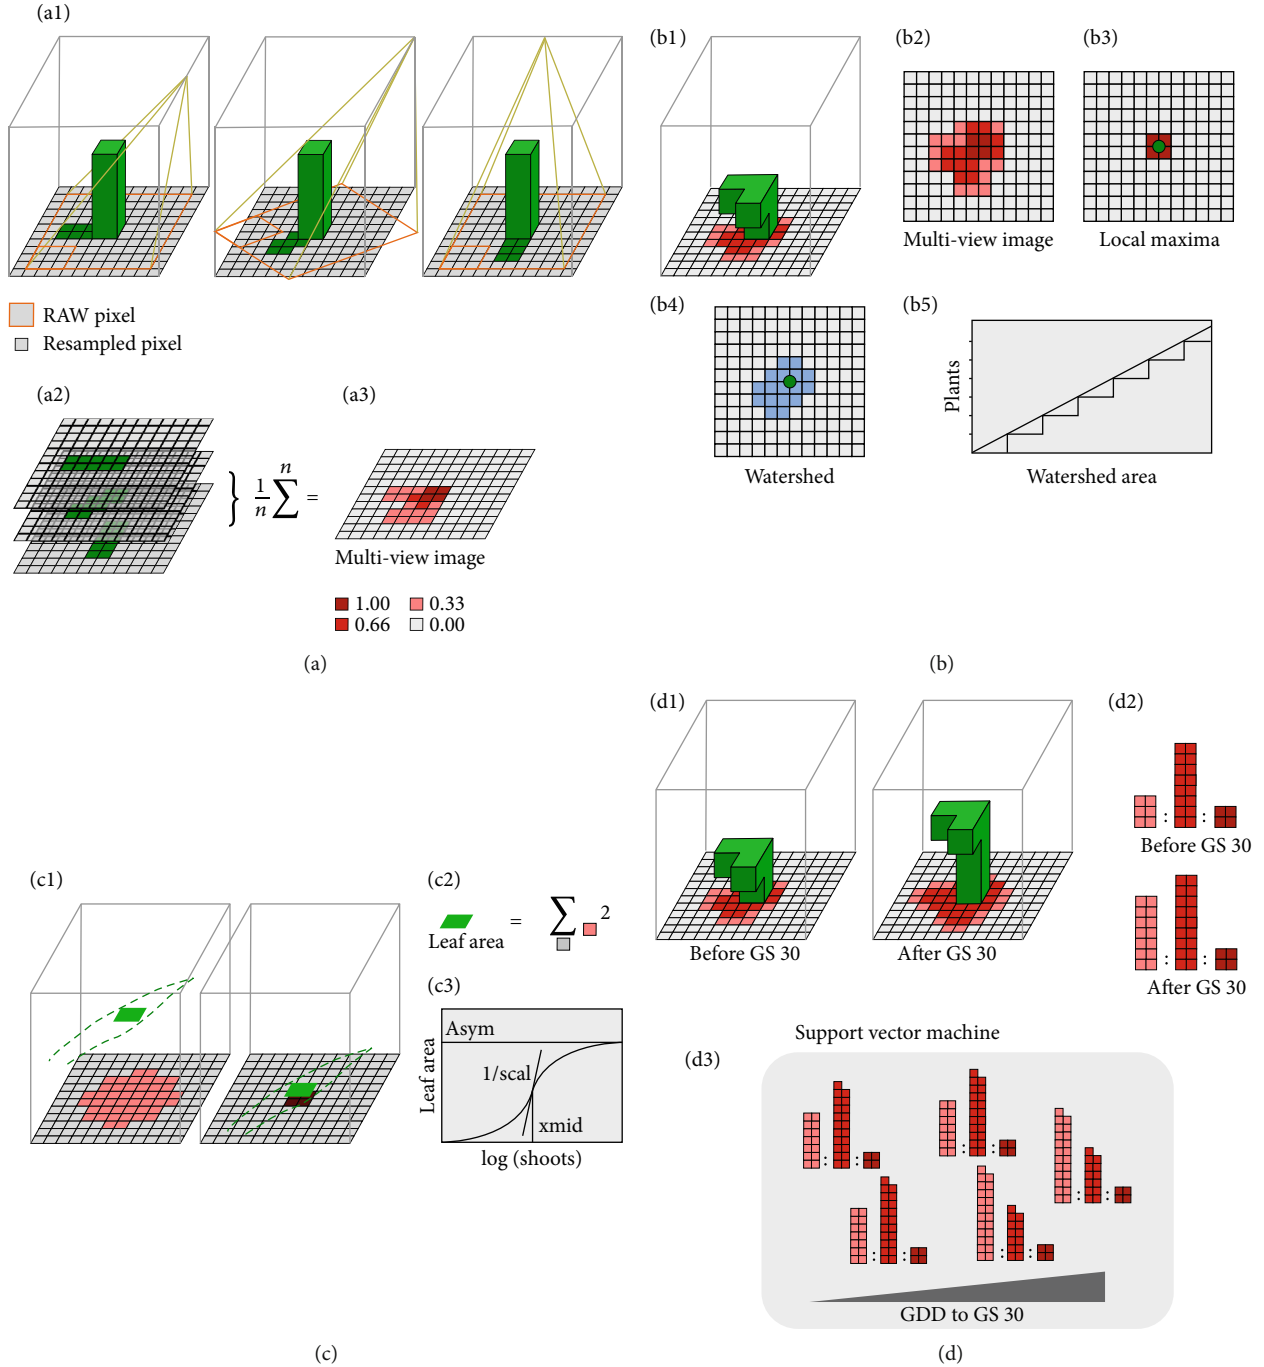 (a1)
RAW pixel
Resampled pixel
(a2)
(a3)
} 1/n ∑ n =
Multi-view image
1.00
0.33
0.66
0.00
(a)
(b1)
(b2)
(b3)
Multi-view image
Local maxima
(b4)
(b5)
Plants
Watershed
Watershed area
(b)
(c1)
(c2)
Leaf area
= ∑ 2
(c3)
Asym
1/scal
xmid
Leaf area
log (shoots)
(c)
(d1)
(d2)
: :
Before GS 30
Before GS 30
After GS 30
: :
After GS 30
Support vector machine
(d3)
: :
: :
: :
: :
: :
GDD to GS 30
(d)